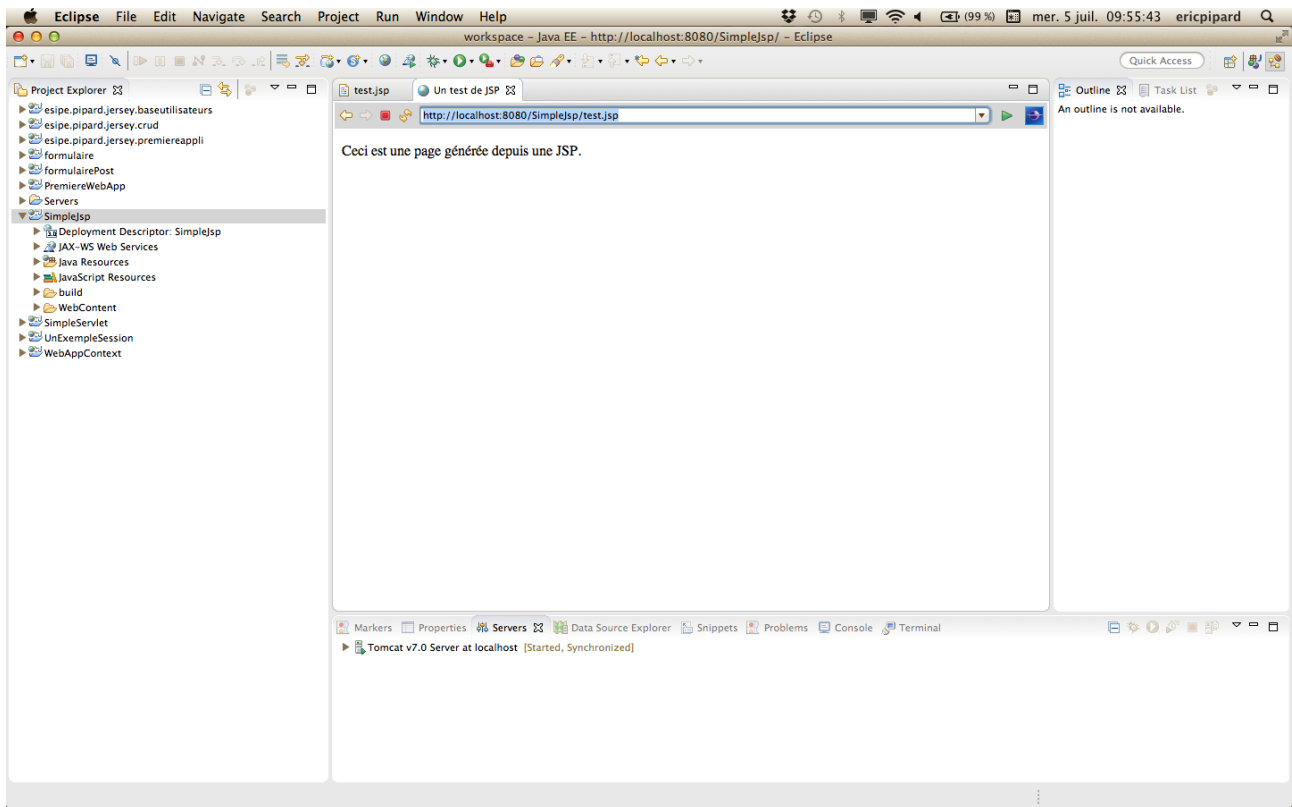 Eclipse File Edit Navigate Search Project Run Window Help (99 %) mer. 5 juil. 09:55:43 ericpipard
workspace – Java EE – http://localhost:8080/SimpleJsp/ – Eclipse
Quick Access
Project Explorer
esipe.pipard.jersey.baseutilisateurs
esipe.pipard.jersey.crud
esipe.pipard.jersey.premiereappli
formulaire
formulairePost
PremiereWebApp
Servers
SimpleJsp
Deployment Descriptor: SimpleJsp
JAX-WS Web Services
Java Resources
JavaScript Resources
build
WebContent
SimpleServlet
UnExempleSession
WebAppContext
test.jsp Un test de JSP
http://localhost:8080/SimpleJsp/test.jsp
Ceci est une page générée depuis une JSP.
Outline Task List
An outline is not available.
Markers Properties Servers Data Source Explorer Snippets Problems Console Terminal
Tomcat v7.0 Server at localhost [Started, Synchronized]